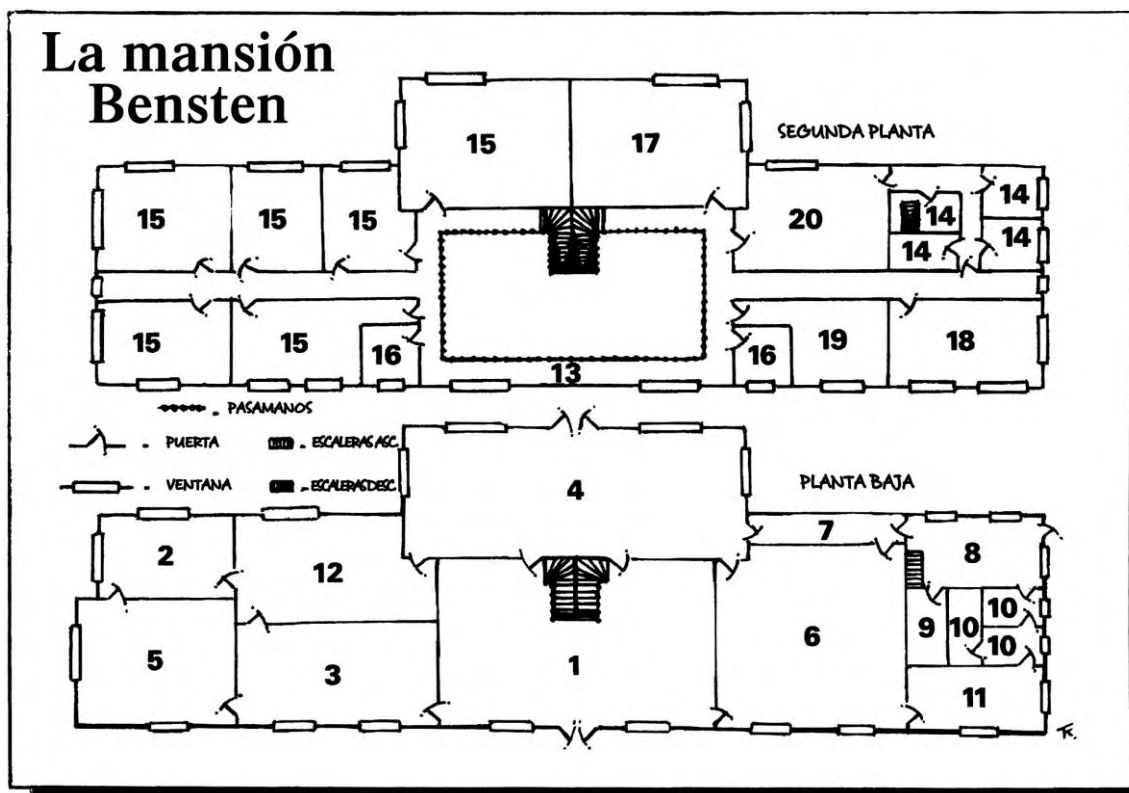 La mansión
Bensten
SEGUNDA PLANTA
15 17
15 15 15 20 14 14
14 14
15 15 16 16 19 18
13
PASAMANOS
PUERTA ESCALERAS ASC.
VENTANA ESCALERAS DESC.
PLANTA BAJA
4
7
2 12 8
10
9 10
10
5 3 1 6
11
TK.